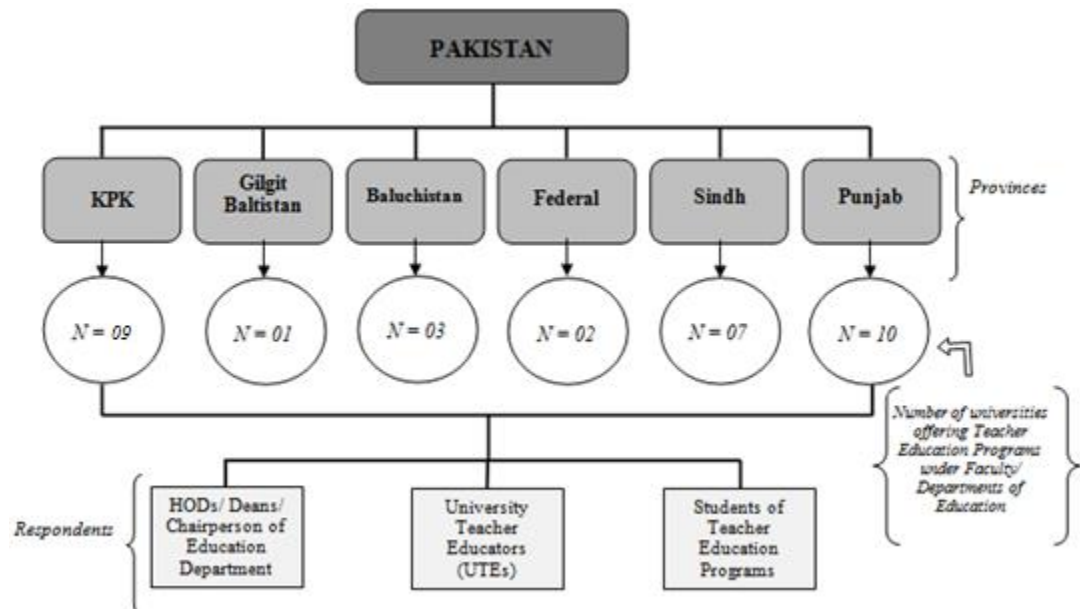 PAKISTAN
KPK
Gilgit
Baltistan
Baluchistan
Federal
Sindh
Punjab
Provinces
N = 09
N = 01
N = 03
N = 02
N = 07
N = 10
Number of universities
offering Teacher
Education Programs
under Faculty/
Departments of
Education
Respondents
HODs/ Deans/
Chairperson of
Education
Department
University
Teacher
Educators
(UTEs)
Students of
Teacher
Education
Programs